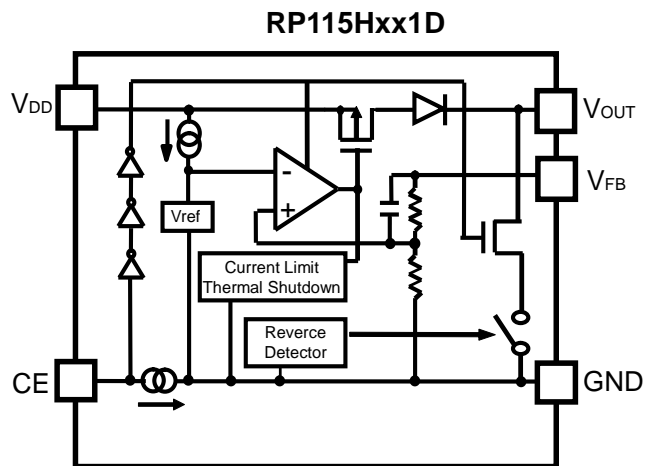 RP115Hxx1D
VDD
VOUT
VFB
-
+
Vref
Current Limit
Thermal Shutdown
Reverce
Detector
CE
GND